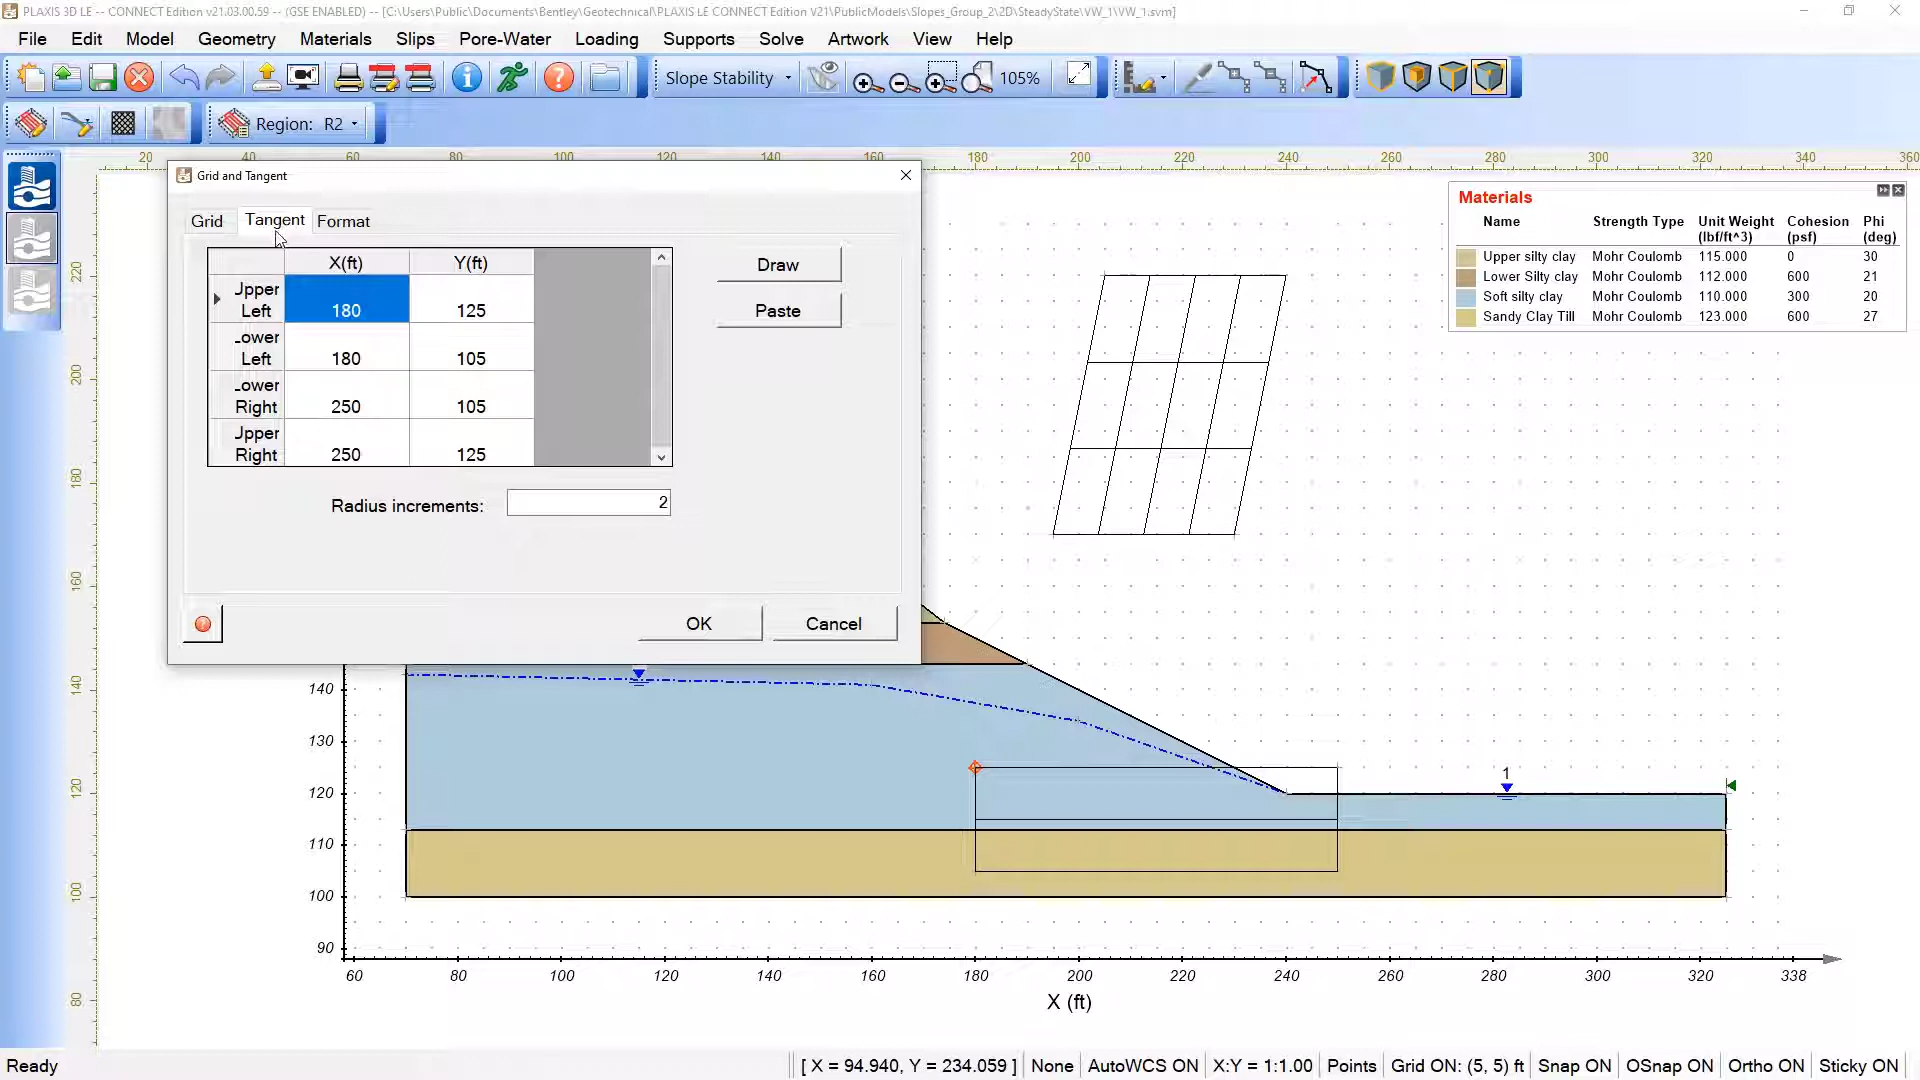 PLAXIS 3D LE -- CONNECT Edition v21.03.00.59 -- (GSE ENABLED) -- [C:\Users\Public\Documents\Bentley\Geotechnical\PLAXIS LE CONNECT Edition V21\PublicModels\Slopes_Group_2\2D\SteadyState\VW_1\VW_1.svm]
File Edit Model Geometry Materials Slips Pore-Water Loading Supports Solve Artwork View Help
Slope Stability 105%
Region: R2
20 40 60 80 100 120 140 160 180 200 220 240 260 280 300 320 340 360
Grid and Tangent
Grid Tangent Format
X(ft) Y(ft)
Upper
Left 180 125
Lower
Left 180 105
Lower
Right 250 105
Upper
Right 250 125
Draw
Paste
Radius increments: 2
OK Cancel
Materials
Name Strength Type Unit Weight Cohesion Phi
(lbf/ft^3) (psf) (deg)
Upper silty clay Mohr Coulomb 115.000 0 30
Lower Silty clay Mohr Coulomb 112.000 600 21
Soft silty clay Mohr Coulomb 110.000 300 20
Sandy Clay Till Mohr Coulomb 123.000 600 27
220
200
180
160
140
120
100
80
140
130
120
110
100
90
1
60 80 100 120 140 160 180 200 220 240 260 280 300 320 338
X (ft)
Ready [ X = 94.940, Y = 234.059 ] None AutoWCS ON X:Y = 1:1.00 Points Grid ON: (5, 5) ft Snap ON OSnap ON Ortho ON Sticky ON